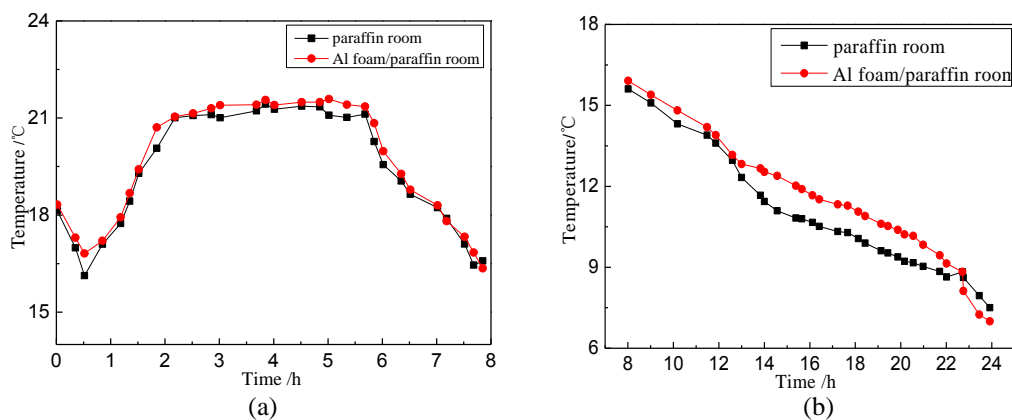 24
21
18
15
Temperature /℃
paraffin room
Al foam/paraffin room
0 1 2 3 4 5 6 7 8
Time /h
(a)
18
15
12
9
6
Temperature/℃
paraffin room
Al foam/paraffin room
8 10 12 14 16 18 20 22 24
Time /h
(b)